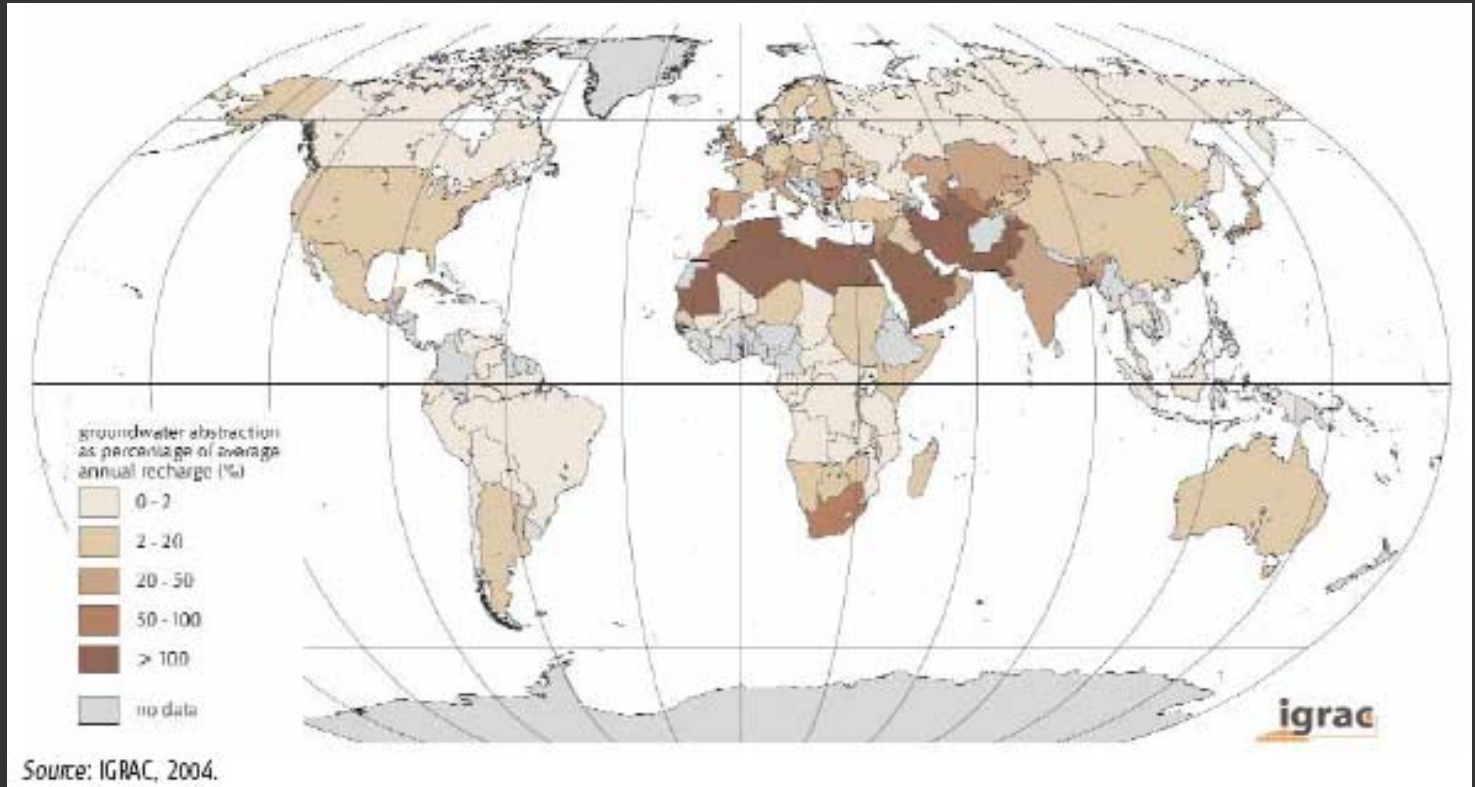 groundwater abstraction
as percentage of average
annual recharge (%)
0 - 2
2 - 20
20 - 50
50 - 100
> 100
no data
igrac
Source: IGRAC, 2004.